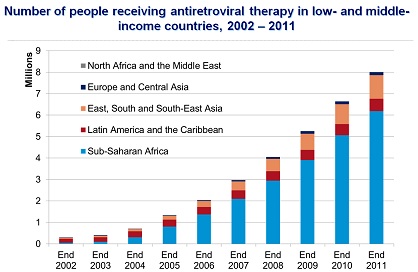 Number of people receiving antiretroviral therapy in low- and middle-
income countries, 2002 – 2011
Millions
9
8
7
6
5
4
3
2
1
0
North Africa and the Middle East
Europe and Central Asia
East, South and South-East Asia
Latin America and the Caribbean
Sub-Saharan Africa
End End End End End End End End End End
2002 2003 2004 2005 2006 2007 2008 2009 2010 2011